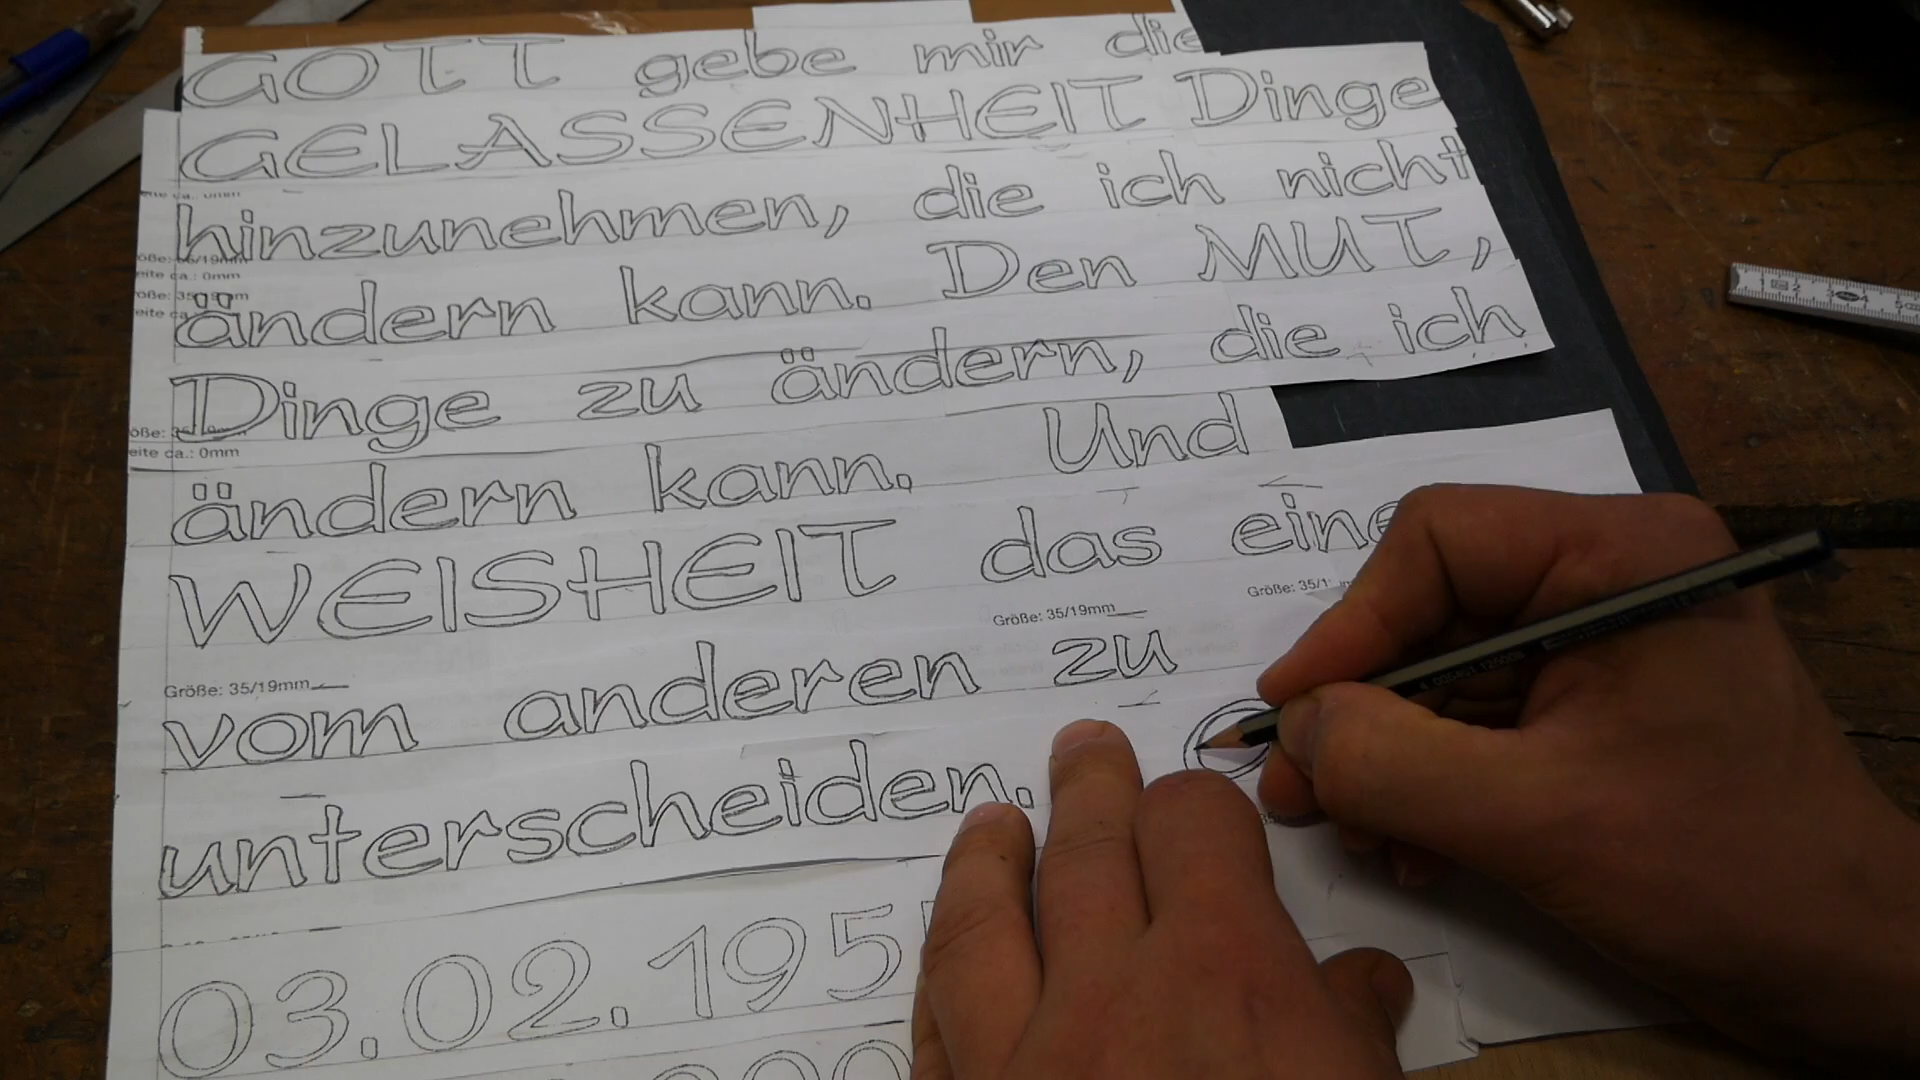 GOTT gebe mir die
GELASSENHEIT Dinge
hinzunehmen, die ich nicht
ändern kann. Den MUT,
Dinge zu ändern, die ich
ändern kann. Und
WEISHEIT das eine
Größe: 35/19mm
Größe: 35/19mm
vom anderen zu
unterscheiden.
03.02.195